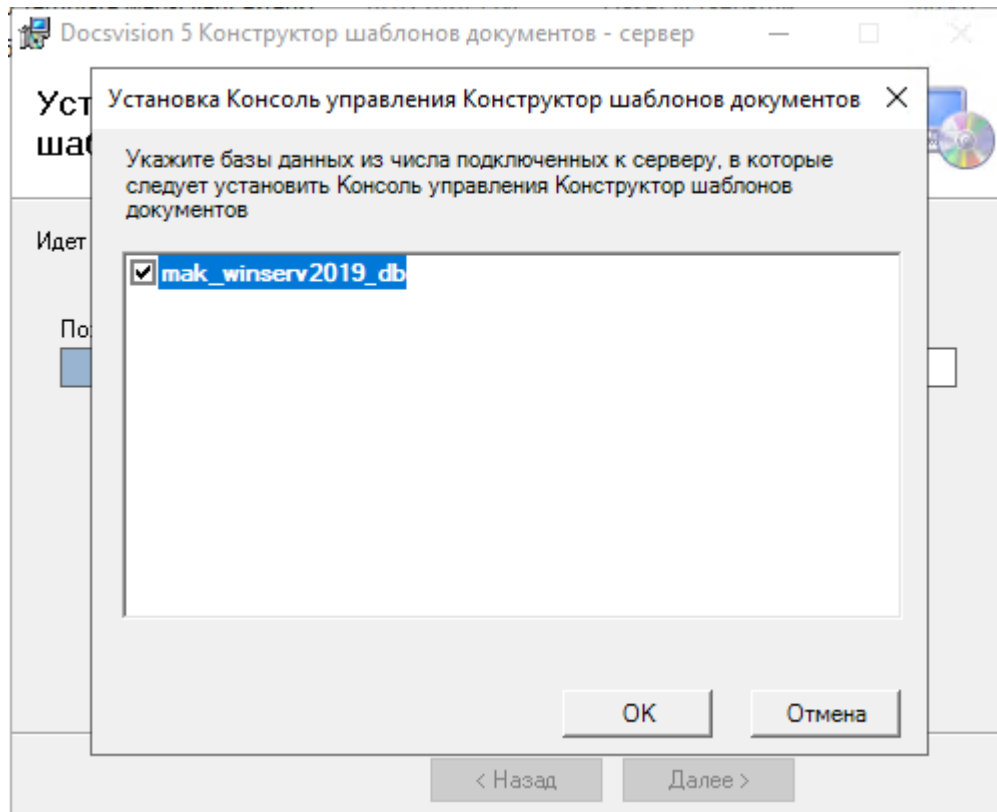 Docsvision 5 Конструктор шаблонов документов - сервер
Установка Консоль управления Конструктор шаблонов документов
Укажите базы данных из числа подключенных к серверу, в которые
следует установить Консоль управления Конструктор шаблонов
документов
Идет
mak_winserv2019_db
OK
Отмена
< Назад
Далее >